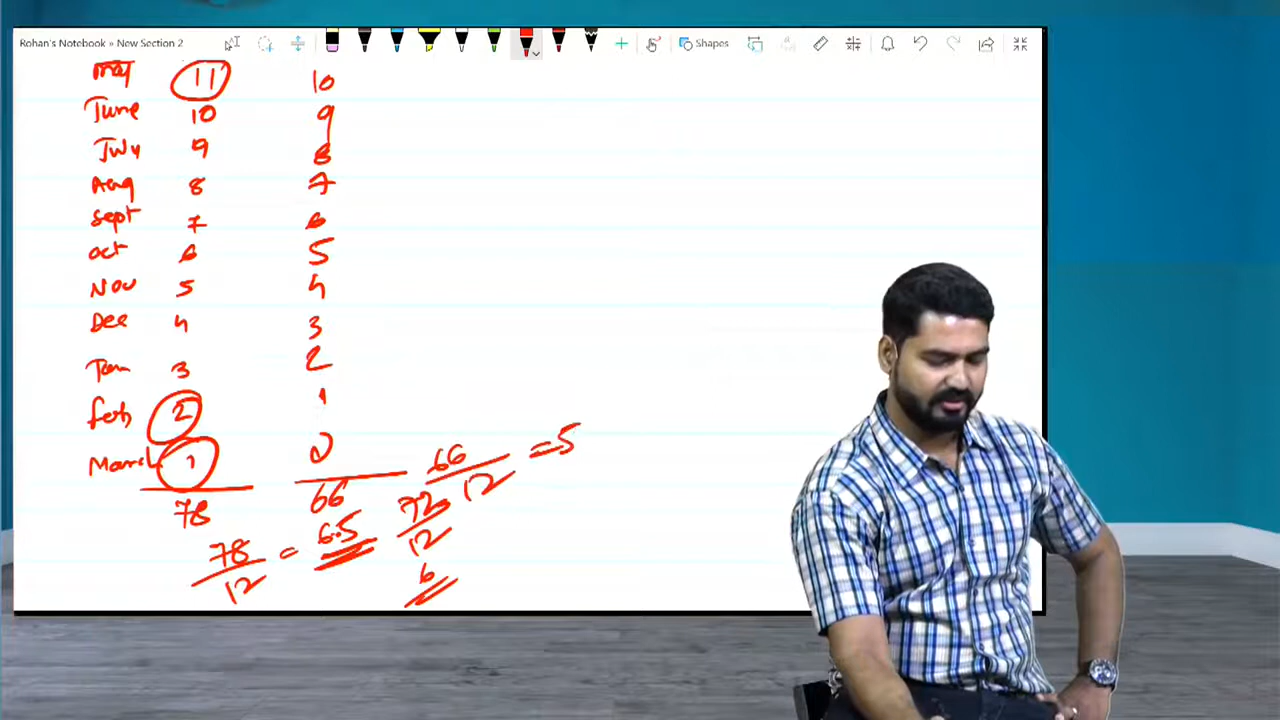 Rohan's Notebook » New Section 2
Shapes
May 11 10
June 10 9
July 9 8
Aug 8 7
Sept 7 6
Oct 6 5
Nov 5 4
Dec 4 3
Jan 3 2
Feb 2 1
March 1 0
78 66
66/12 = 5
72/12
6
78/12 = 6.5